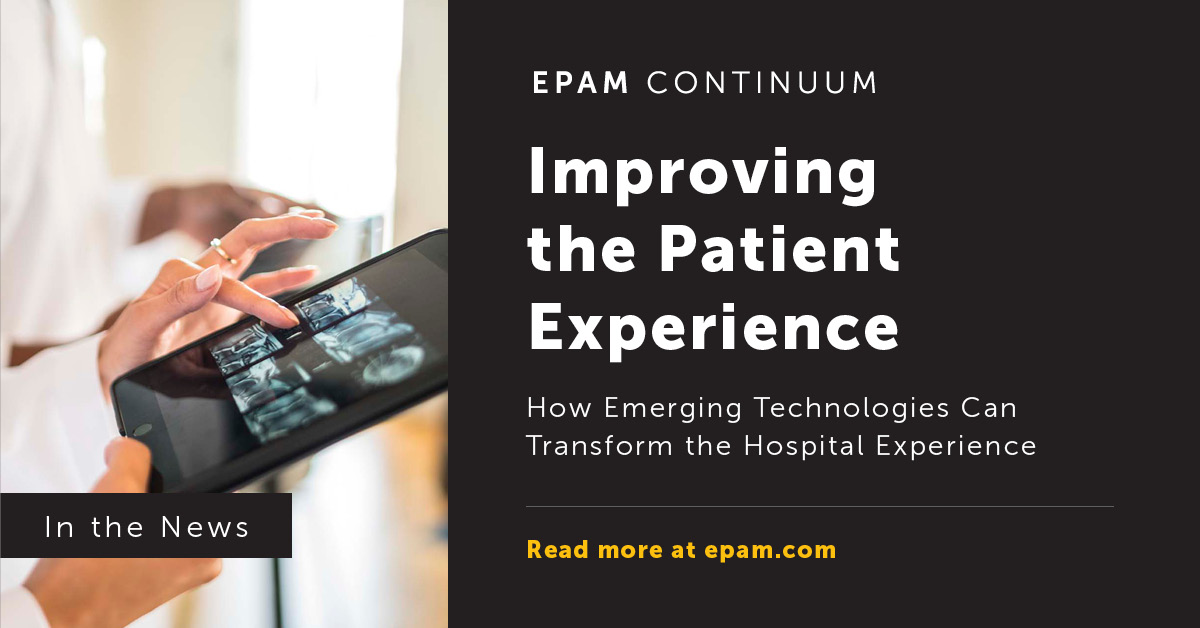 EPAM CONTINUUM
Improving
the Patient
Experience
How Emerging Technologies Can
Transform the Hospital Experience
In the News
Read more at epam.com